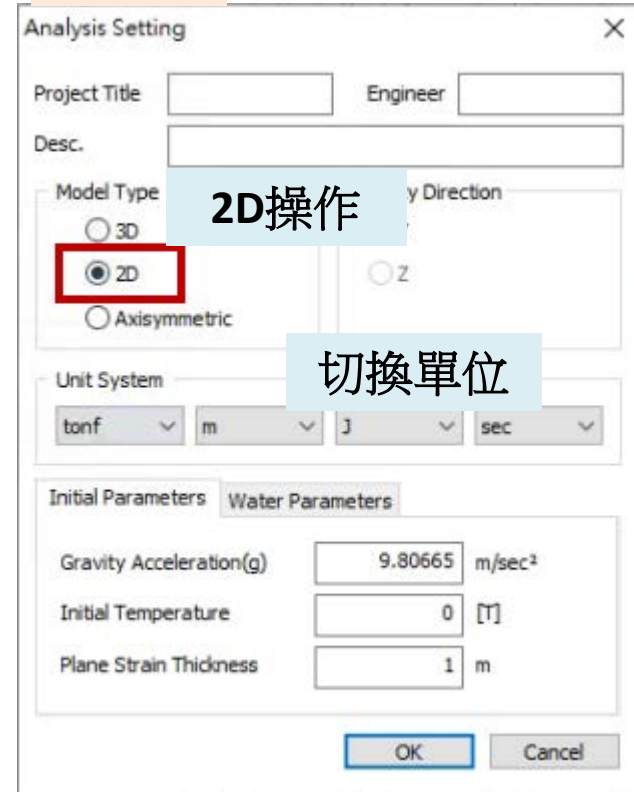 Analysis Setting
Project Title Engineer
Desc.
Model Type y Direction
2D操作
3D
2D Z
Axisymmetric
切換單位
Unit System
tonf m J sec
Initial Parameters Water Parameters
Gravity Acceleration(g) 9.80665 m/sec²
Initial Temperature 0 [T]
Plane Strain Thickness 1 m
OK Cancel